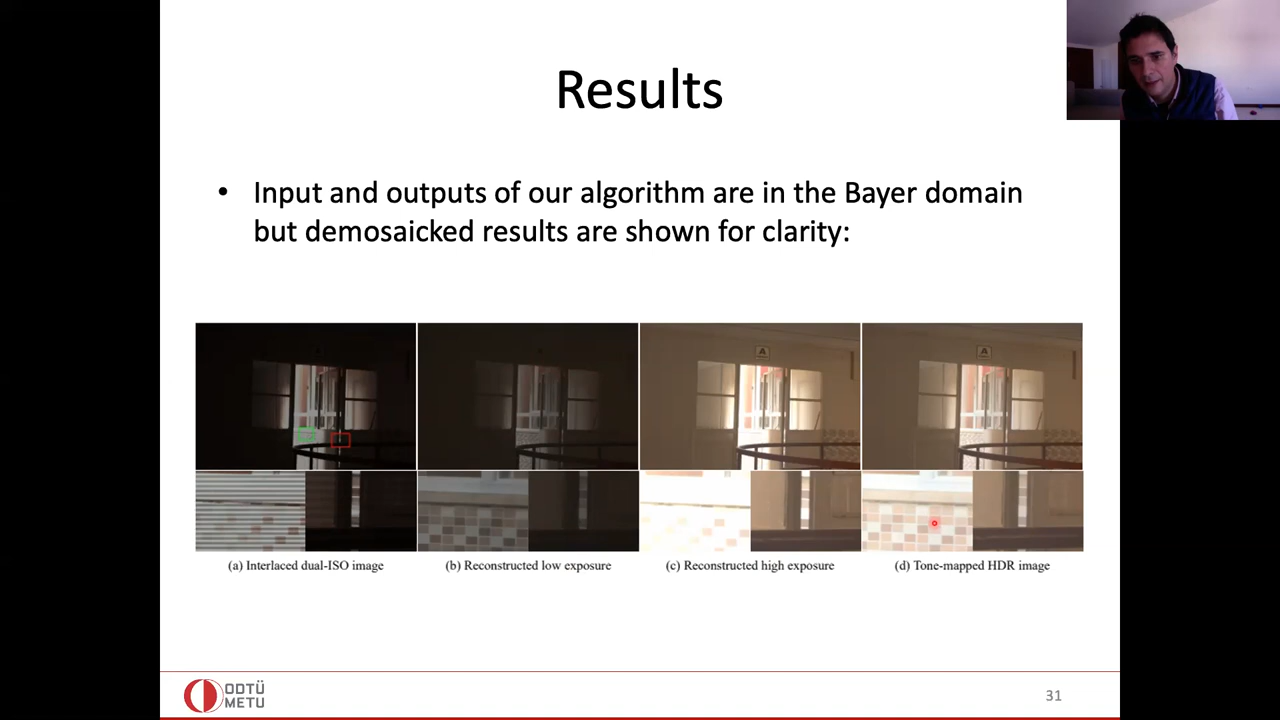 Results
• Input and outputs of our algorithm are in the Bayer domain
but demosaicked results are shown for clarity:
A
A
(a) Interlaced dual-ISO image
(b) Reconstructed low exposure
(c) Reconstructed high exposure
(d) Tone-mapped HDR image
ODTÜ
METU
31